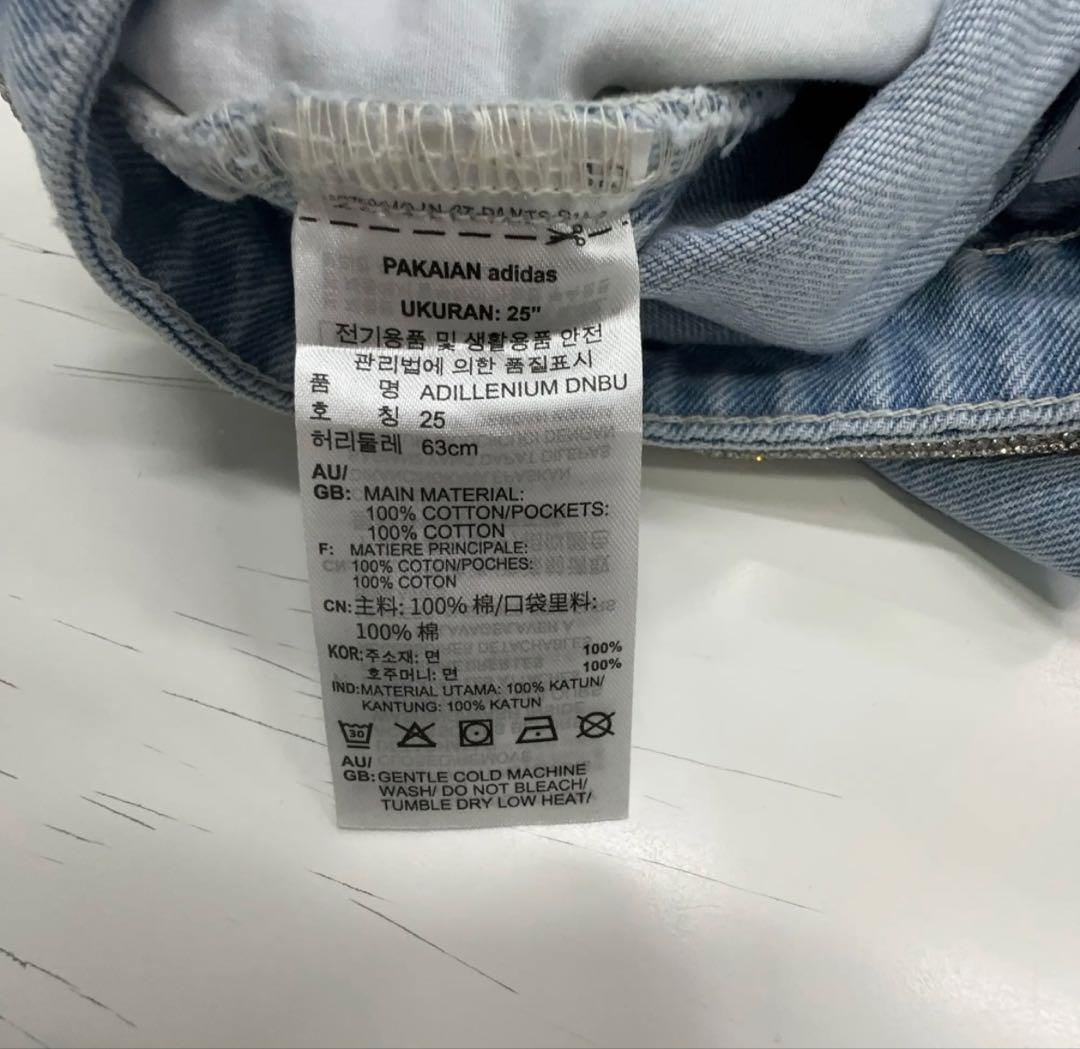 PAKAIAN adidas
UKURAN: 25"
전기용품 및 생활용품 안전
관리법에 의한 품질표시
품 명 ADILLENIUM DNBU
호 칭 25
허리둘레 63cm
AU/
GB: MAIN MATERIAL:
100% COTTON/POCKETS:
100% COTTON
F: MATIERE PRINCIPALE:
100% COTON/POCHES:
100% COTON
CN: 主料: 100% 棉/口袋里料:
100% 棉
KOR: 주소재: 면 100%
호주머니: 면 100%
IND: MATERIAL UTAMA: 100% KATUN/
KANTUNG: 100% KATUN
30
AU/
GB: GENTLE COLD MACHINE
WASH/ DO NOT BLEACH/
TUMBLE DRY LOW HEAT/